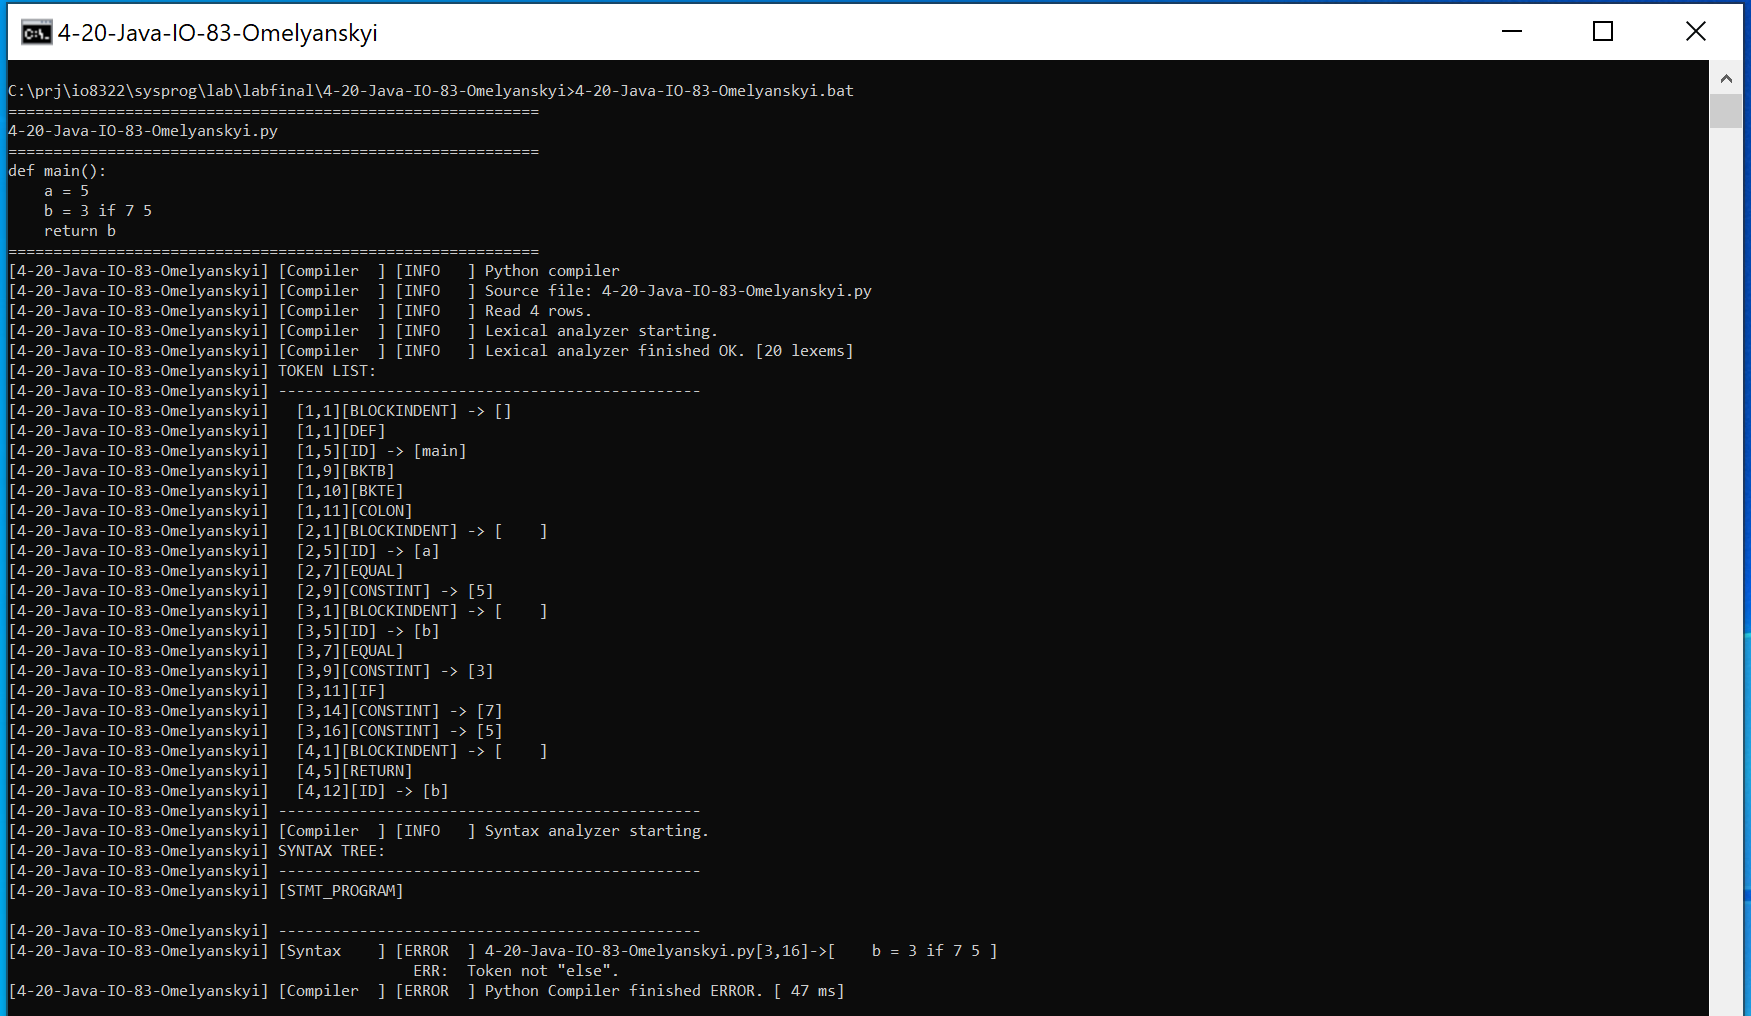 4-20-Java-IO-83-Omelyanskyi
C:\prj\io8322\sysprog\lab\labfinal\4-20-Java-IO-83-Omelyanskyi>4-20-Java-IO-83-Omelyanskyi.bat
===========================================================
4-20-Java-IO-83-Omelyanskyi.py
===========================================================
def main():
    a = 5
    b = 3 if 7 5
    return b
===========================================================
[4-20-Java-IO-83-Omelyanskyi] [Compiler  ] [INFO   ] Python compiler
[4-20-Java-IO-83-Omelyanskyi] [Compiler  ] [INFO   ] Source file: 4-20-Java-IO-83-Omelyanskyi.py
[4-20-Java-IO-83-Omelyanskyi] [Compiler  ] [INFO   ] Read 4 rows.
[4-20-Java-IO-83-Omelyanskyi] [Compiler  ] [INFO   ] Lexical analyzer starting.
[4-20-Java-IO-83-Omelyanskyi] [Compiler  ] [INFO   ] Lexical analyzer finished OK. [20 lexems]
[4-20-Java-IO-83-Omelyanskyi] TOKEN LIST:
[4-20-Java-IO-83-Omelyanskyi] -----------------------------------------------
[4-20-Java-IO-83-Omelyanskyi]   [1,1][BLOCKINDENT] -> []
[4-20-Java-IO-83-Omelyanskyi]   [1,1][DEF]
[4-20-Java-IO-83-Omelyanskyi]   [1,5][ID] -> [main]
[4-20-Java-IO-83-Omelyanskyi]   [1,9][BKTB]
[4-20-Java-IO-83-Omelyanskyi]   [1,10][BKTE]
[4-20-Java-IO-83-Omelyanskyi]   [1,11][COLON]
[4-20-Java-IO-83-Omelyanskyi]   [2,1][BLOCKINDENT] -> [    ]
[4-20-Java-IO-83-Omelyanskyi]   [2,5][ID] -> [a]
[4-20-Java-IO-83-Omelyanskyi]   [2,7][EQUAL]
[4-20-Java-IO-83-Omelyanskyi]   [2,9][CONSTINT] -> [5]
[4-20-Java-IO-83-Omelyanskyi]   [3,1][BLOCKINDENT] -> [    ]
[4-20-Java-IO-83-Omelyanskyi]   [3,5][ID] -> [b]
[4-20-Java-IO-83-Omelyanskyi]   [3,7][EQUAL]
[4-20-Java-IO-83-Omelyanskyi]   [3,9][CONSTINT] -> [3]
[4-20-Java-IO-83-Omelyanskyi]   [3,11][IF]
[4-20-Java-IO-83-Omelyanskyi]   [3,14][CONSTINT] -> [7]
[4-20-Java-IO-83-Omelyanskyi]   [3,16][CONSTINT] -> [5]
[4-20-Java-IO-83-Omelyanskyi]   [4,1][BLOCKINDENT] -> [    ]
[4-20-Java-IO-83-Omelyanskyi]   [4,5][RETURN]
[4-20-Java-IO-83-Omelyanskyi]   [4,12][ID] -> [b]
[4-20-Java-IO-83-Omelyanskyi] -----------------------------------------------
[4-20-Java-IO-83-Omelyanskyi] [Compiler  ] [INFO   ] Syntax analyzer starting.
[4-20-Java-IO-83-Omelyanskyi] SYNTAX TREE:
[4-20-Java-IO-83-Omelyanskyi] -----------------------------------------------
[4-20-Java-IO-83-Omelyanskyi] [STMT_PROGRAM]
[4-20-Java-IO-83-Omelyanskyi] -----------------------------------------------
[4-20-Java-IO-83-Omelyanskyi] [Syntax    ] [ERROR  ] 4-20-Java-IO-83-Omelyanskyi.py[3,16]->[    b = 3 if 7 5 ]
                                             ERR:  Token not "else".
[4-20-Java-IO-83-Omelyanskyi] [Compiler  ] [ERROR  ] Python Compiler finished ERROR. [ 47 ms]